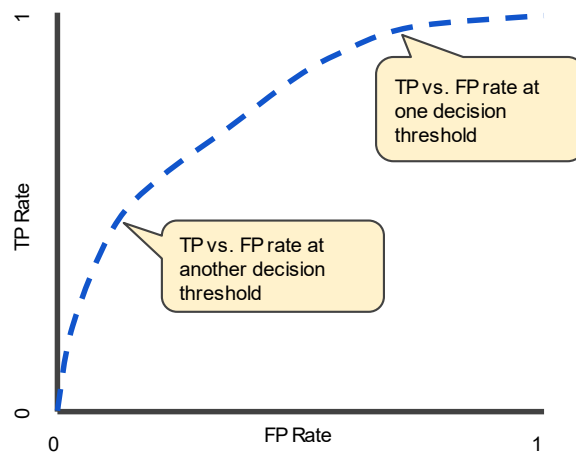 1
TP vs. FP rate at
one decision
threshold
TP Rate
TP vs. FP rate at
another decision
threshold
0
0
FP Rate
1